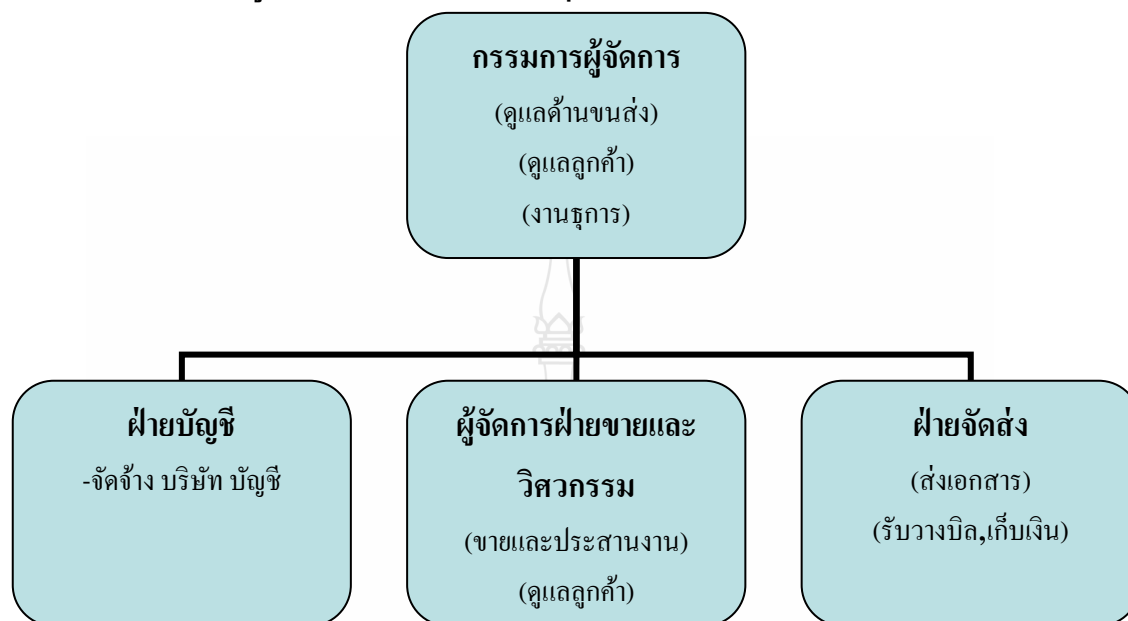 กรรมการผู้จัดการ
(ดูแลด้านขนส่ง)
(ดูแลลูกค้า)
(งานธุการ)
ฝ่ายบัญชี
-จัดจ้าง บริษัท บัญชี
ผู้จัดการฝ่ายขายและ
วิศวกรรม
(ขายและประสานงาน)
(ดูแลลูกค้า)
ฝ่ายจัดส่ง
(ส่งเอกสาร)
(รับวางบิล,เก็บเงิน)